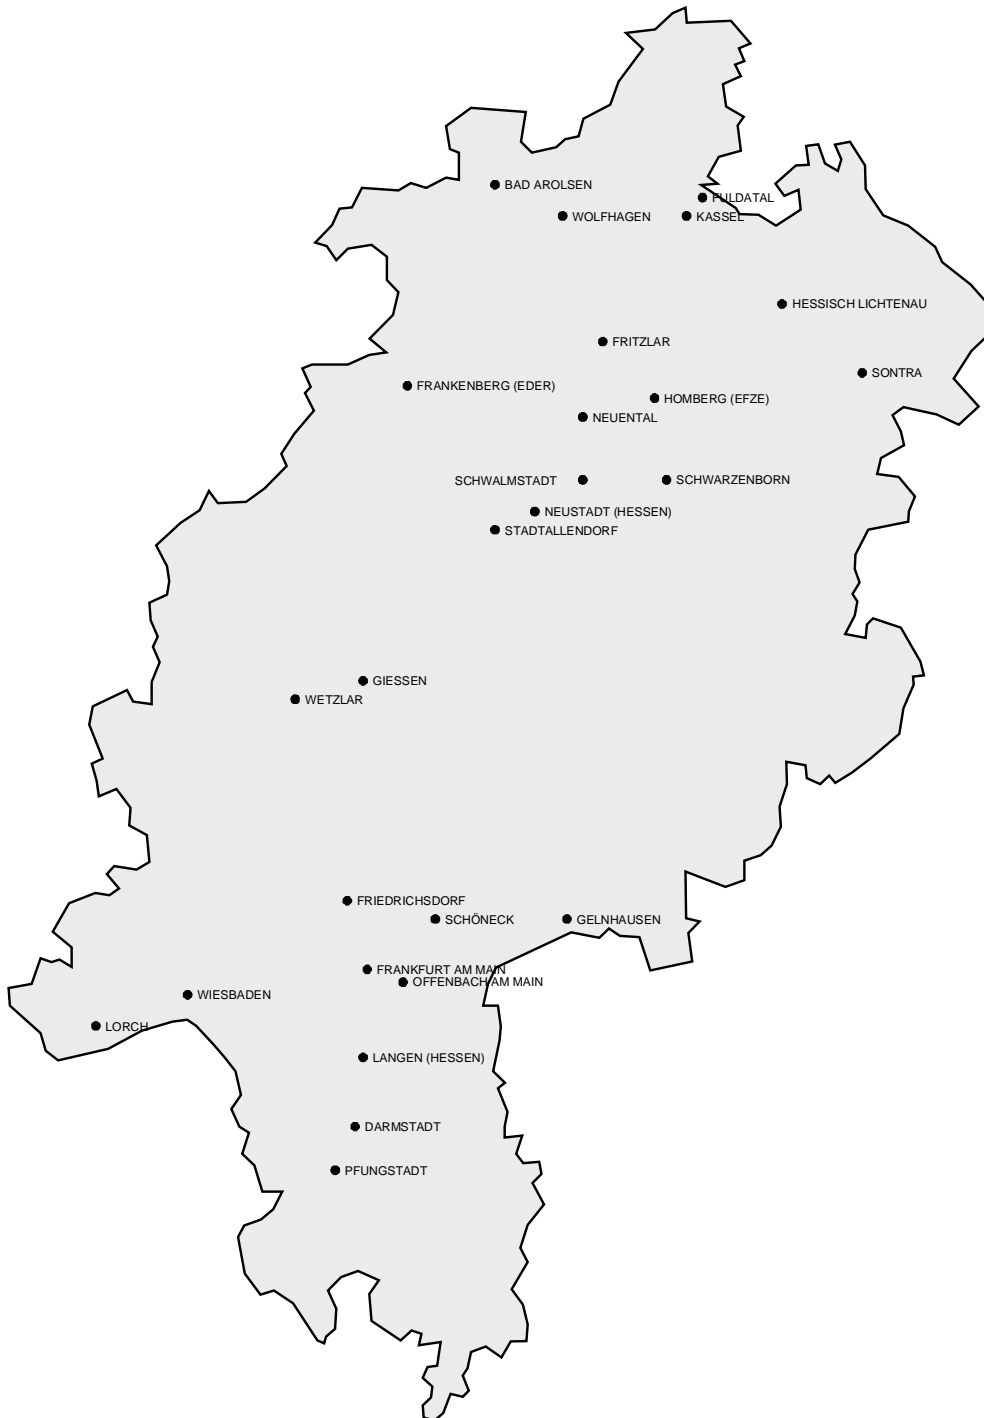 BAD AROLSEN
FULDATAL
WOLFHAGEN
KASSEL
HESSISCH LICHTENAU
FRITZLAR
SONTRA
FRANKENBERG (EDER)
HOMBERG (EFZE)
NEUENTAL
SCHWALMSTADT
SCHWARZENBORN
NEUSTADT (HESSEN)
STADTALLENDORF
GIESSEN
WETZLAR
FRIEDRICHSDORF
SCHÖNECK
GELNHAUSEN
FRANKFURT AM MAIN
OFFENBACH AM MAIN
WIESBADEN
LORCH
LANGEN (HESSEN)
DARMSTADT
PFUNGSTADT